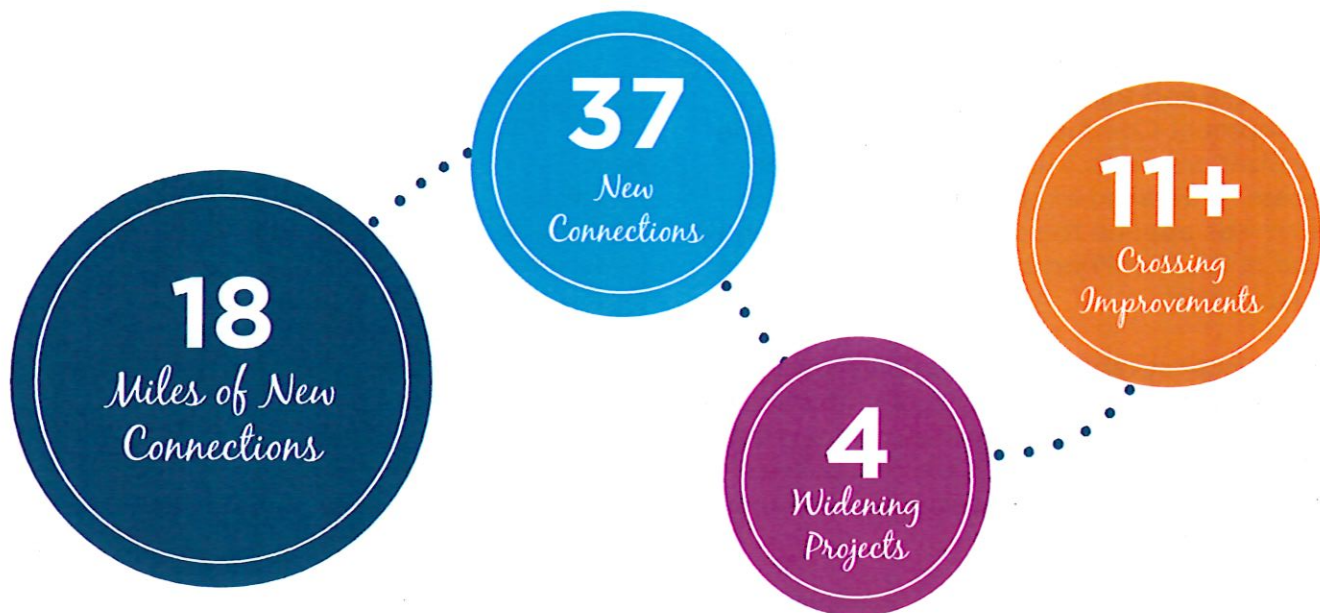 18
Miles of New
Connections
37
New
Connections
4
Widening
Projects
11+
Crossing
Improvements